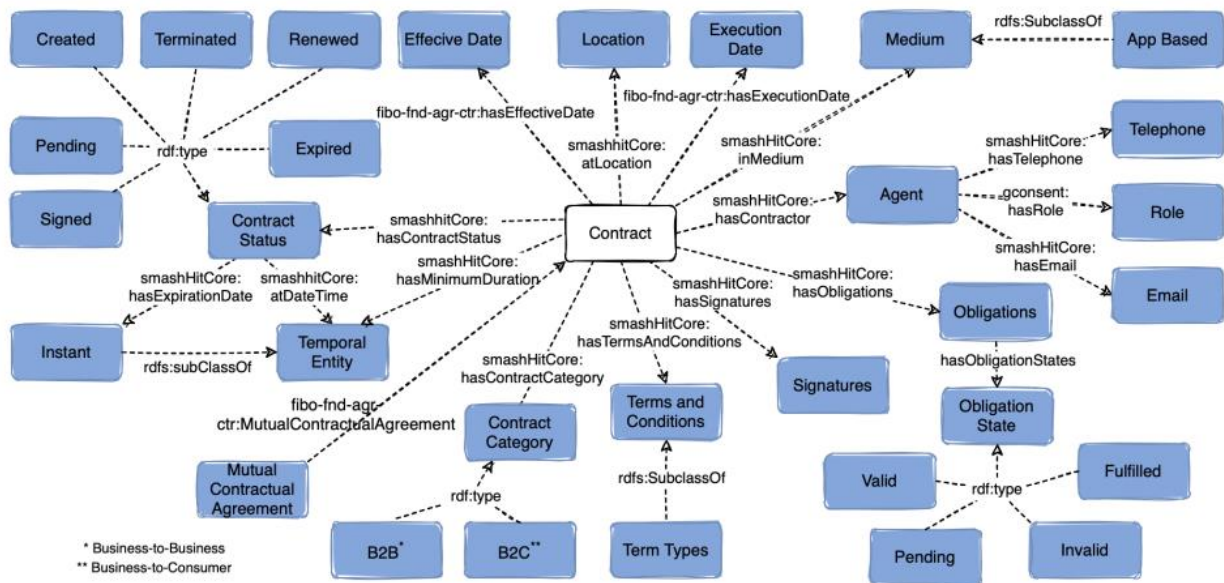 Created
Terminated
Renewed
Effecive Date
Location
Execution
Date
Medium
rdfs:SubclassOf
App Based
fibo-fnd-agr-ctr:hasEffectiveDate
fibo-fnd-agr-ctr:hasExecutionDate
Pending
rdf:type
Expired
smashhitCore:
atLocation
smashHitCore:
inMedium
smashHitCore:
hasTelephone
Telephone
Signed
Contract
Status
smashhitCore:
hasContractStatus
Contract
smashHitCore:
hasContractor
Agent
gconsent:
hasRole
Role
smashHitCore:
hasEmail
Email
smashHitCore:
hasExpirationDate
smashhitCore:
atDateTime
smashHitCore:
hasMinimumDuration
smashHitCore:
hasSignatures
smashHitCore:
hasObligations
Obligations
Instant
rdfs:subClassOf
Temporal
Entity
smashHitCore:
hasTermsAndConditions
smashHitCore:
hasContractCategory
Signatures
hasObligationStates
fibo-fnd-agr-
ctr:MutualContractualAgreement
Contract
Category
Terms and
Conditions
Obligation
State
Mutual
Contractual
Agreement
rdf:type
rdfs:SubclassOf
Valid
rdf:type
Fulfilled
B2B*
B2C**
Term Types
Pending
Invalid
* Business-to-Business
** Business-to-Consumer